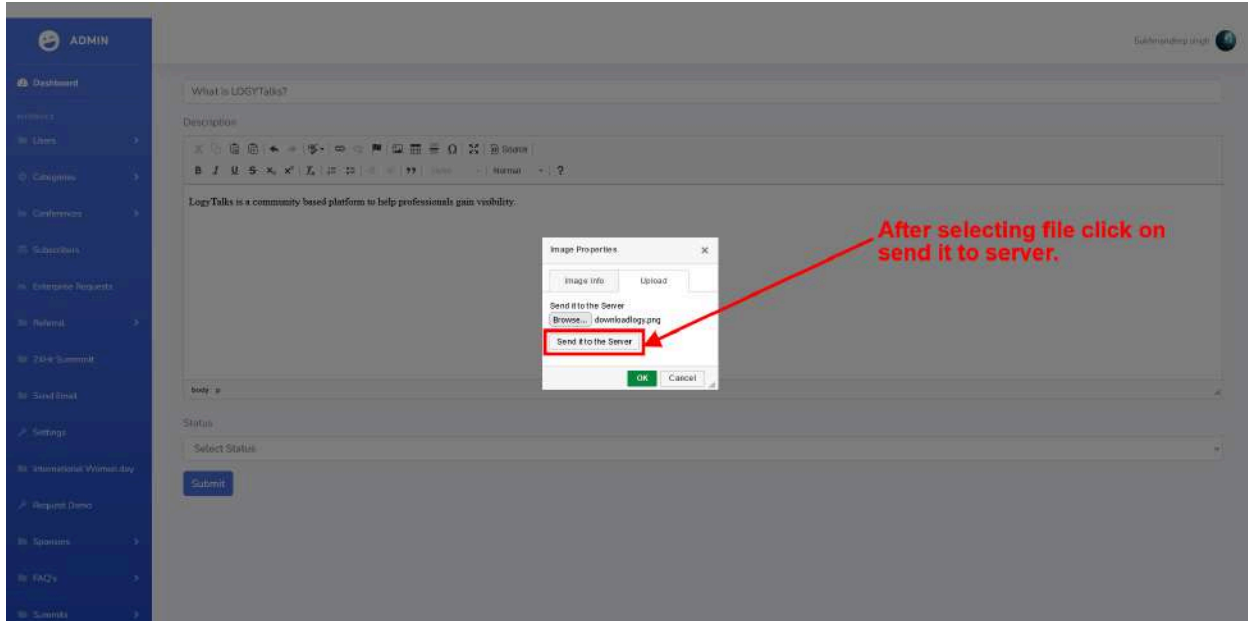 ADMIN
Sukhmandeep singh
Dashboard
What is LOGYTalks?
INTERFACE
Description
Users
Source
Categories
B I U S
Normal
?
LogyTalks is a community based platform to help professionals gain visibility.
Conferences
After selecting file click on
send it to server.
Subscribers
Image Properties
Image Info
Upload
Enterprise Requests
Send it to the Server
Browse... downloadlogy.png
Referral
Send it to the Server
24Hr Summit
OK
Cancel
Send Email
body p
Status
Settings
Select Status
International Women day
Submit
Request Demo
Sponsors
FAQ's
Summits